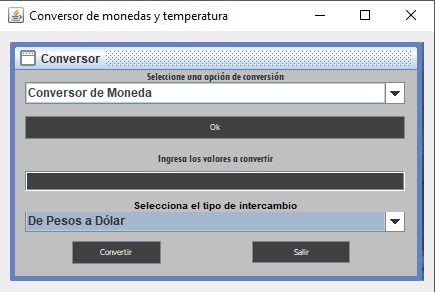 Conversor de monedas y temperatura
Conversor
Seleccione una opción de conversión
Conversor de Moneda
Ok
Ingresa los valores a convertir
Selecciona el tipo de intercambio
De Pesos a Dólar
Convertir
Salir